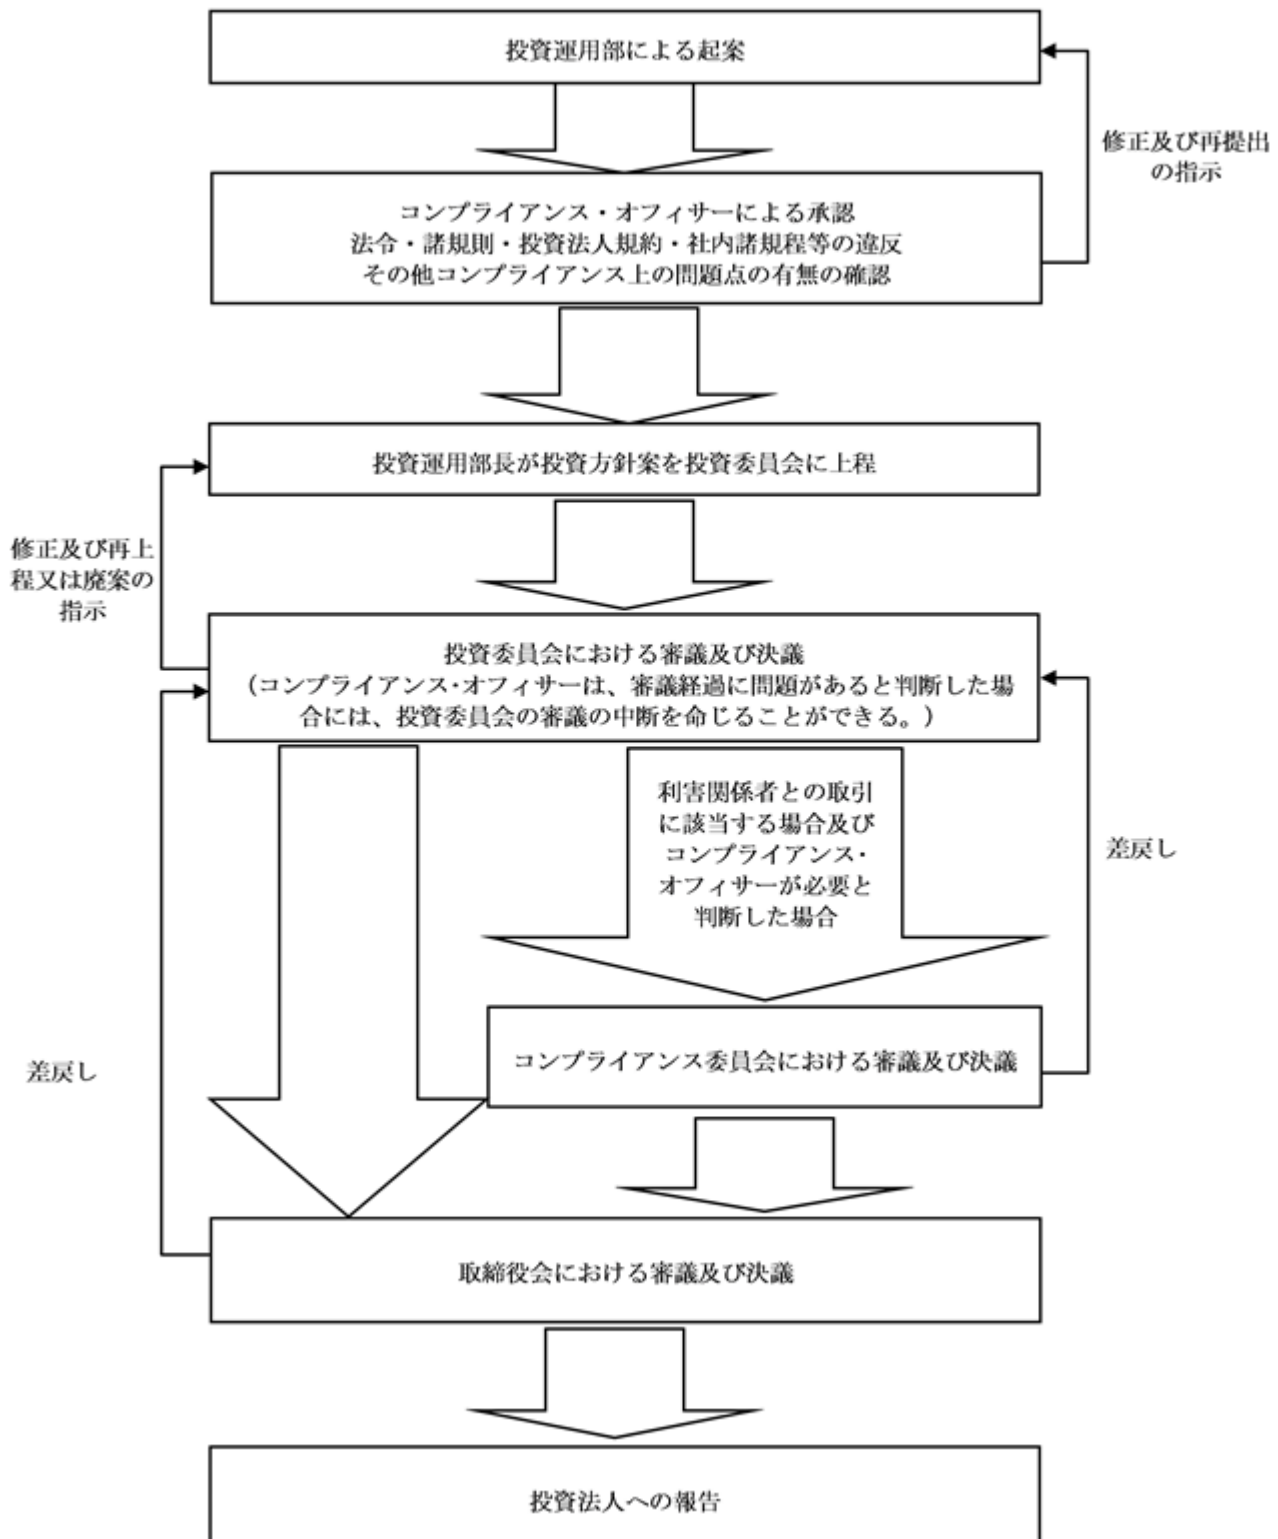 投資運用部による起案
修正及び再提出
の指示
コンプライアンス・オフィサーによる承認
法令・諸規則・投資法人規約・社内諸規程等の違反
その他コンプライアンス上の問題点の有無の確認
投資運用部長が投資方針案を投資委員会に上程
修正及び再上
程又は廃案の
指示
投資委員会における審議及び決議
（コンプライアンス・オフィサーは、審議経過に問題があると判断した場
合には、投資委員会の審議の中断を命じることができる。）
利害関係者との取引
に該当する場合及び
コンプライアンス・
オフィサーが必要と
判断した場合
差戻し
コンプライアンス委員会における審議及び決議
差戻し
取締役会における審議及び決議
投資法人への報告